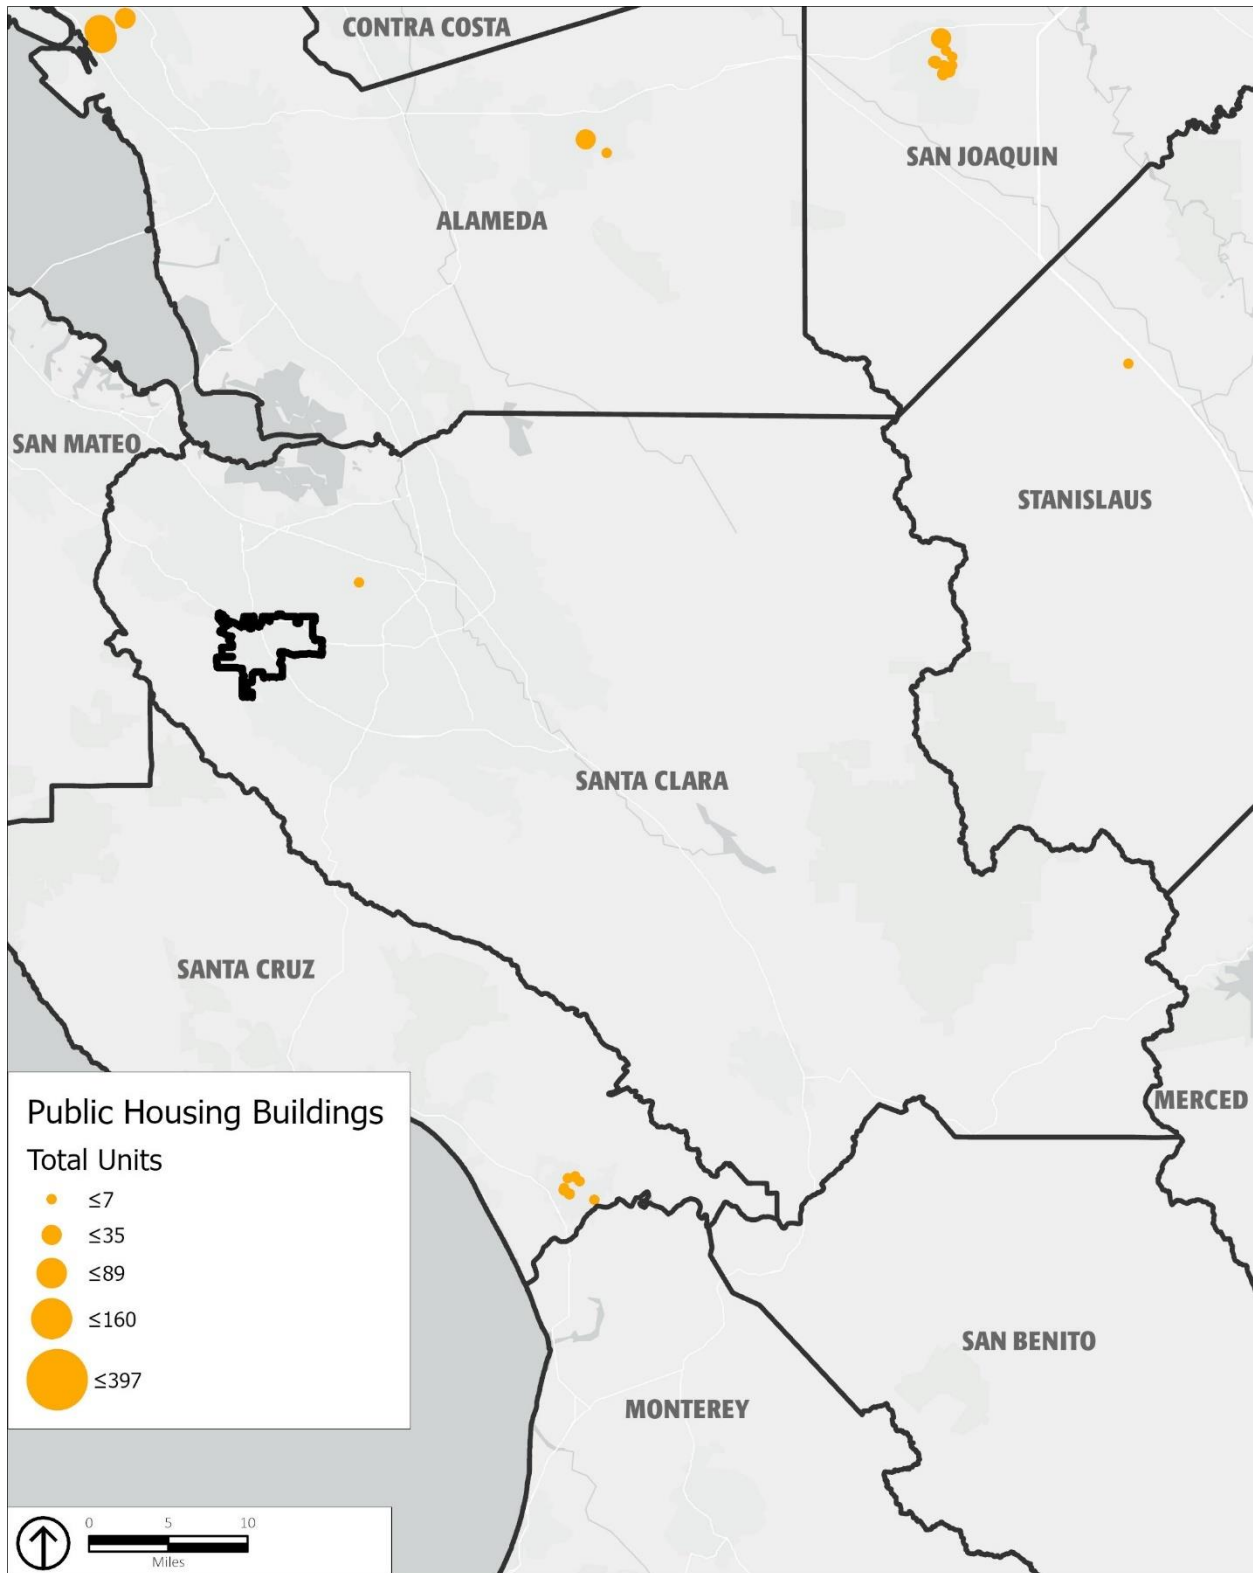 CONTRA COSTA
SAN JOAQUIN
ALAMEDA
SAN MATEO
STANISLAUS
SANTA CLARA
SANTA CRUZ
MERCED
Public Housing Buildings
Total Units
≤7
≤35
≤89
≤160
≤397
SAN BENITO
MONTEREY
0 5 10
Miles